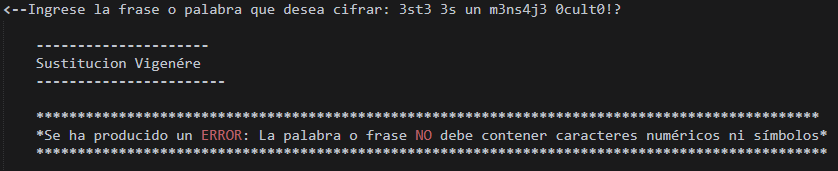 <--Ingrese la frase o palabra que desea cifrar: 3st3 3s un m3ns4j3 0cult0!?
---------------------
Sustitucion Vigenére
-----------------------
***********************************************************************************************
*Se ha producido un ERROR: La palabra o frase NO debe contener caracteres numéricos ni símbolos*
************************************************************************************************